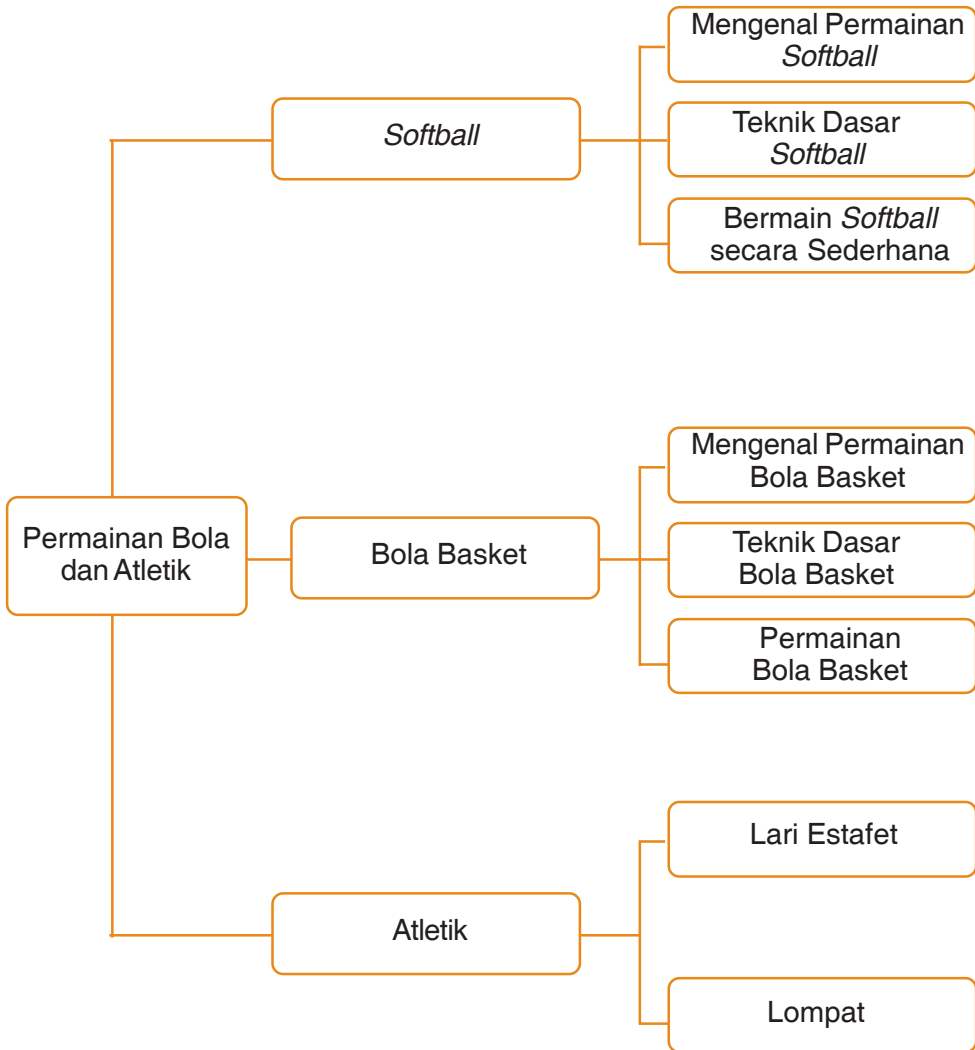 Mengenal Permainan
Softball
Softball
Teknik Dasar
Softball
Bermain Softball
secara Sederhana
Permainan Bola
dan Atletik
Bola Basket
Mengenal Permainan
Bola Basket
Teknik Dasar
Bola Basket
Permainan
Bola Basket
Atletik
Lari Estafet
Lompat